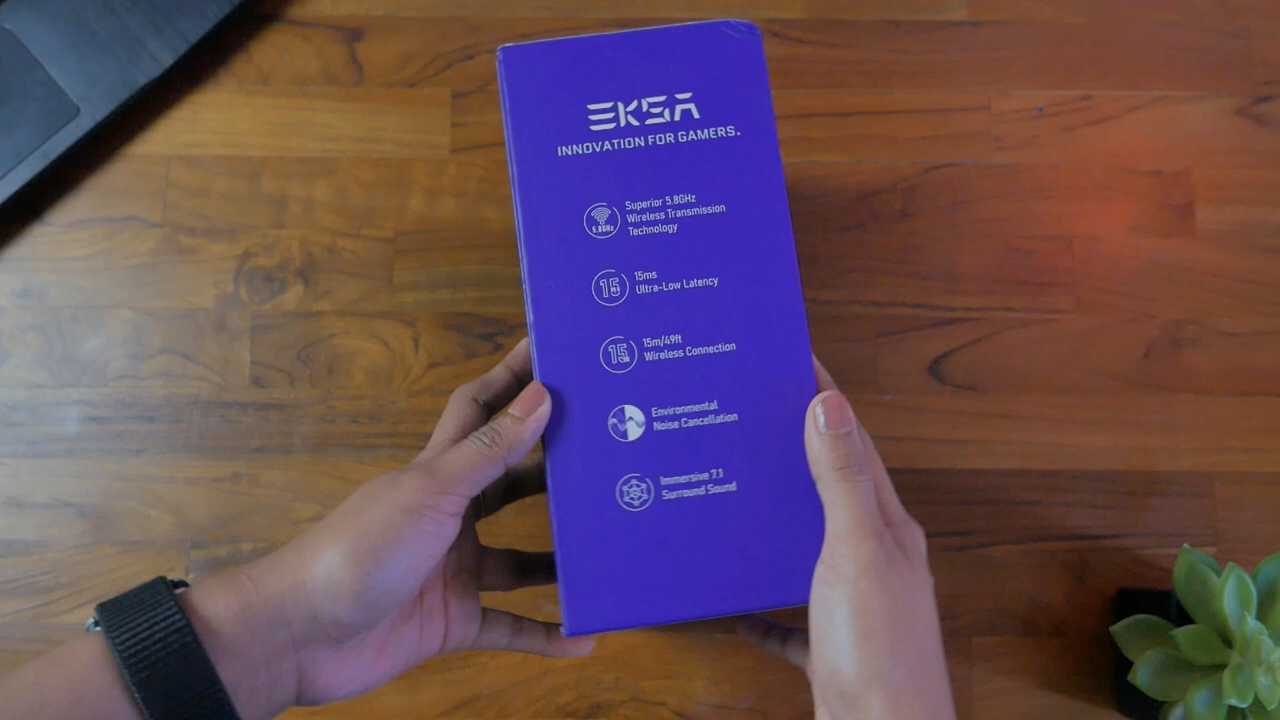 EKSA
INNOVATION FOR GAMERS.
5.8GHz
Superior 5.8GHz
Wireless Transmission
Technology
15
15ms
Ultra-Low Latency
15
15m/49ft
Wireless Connection
Environmental
Noise Cancellation
Immersive 7.1
Surround Sound